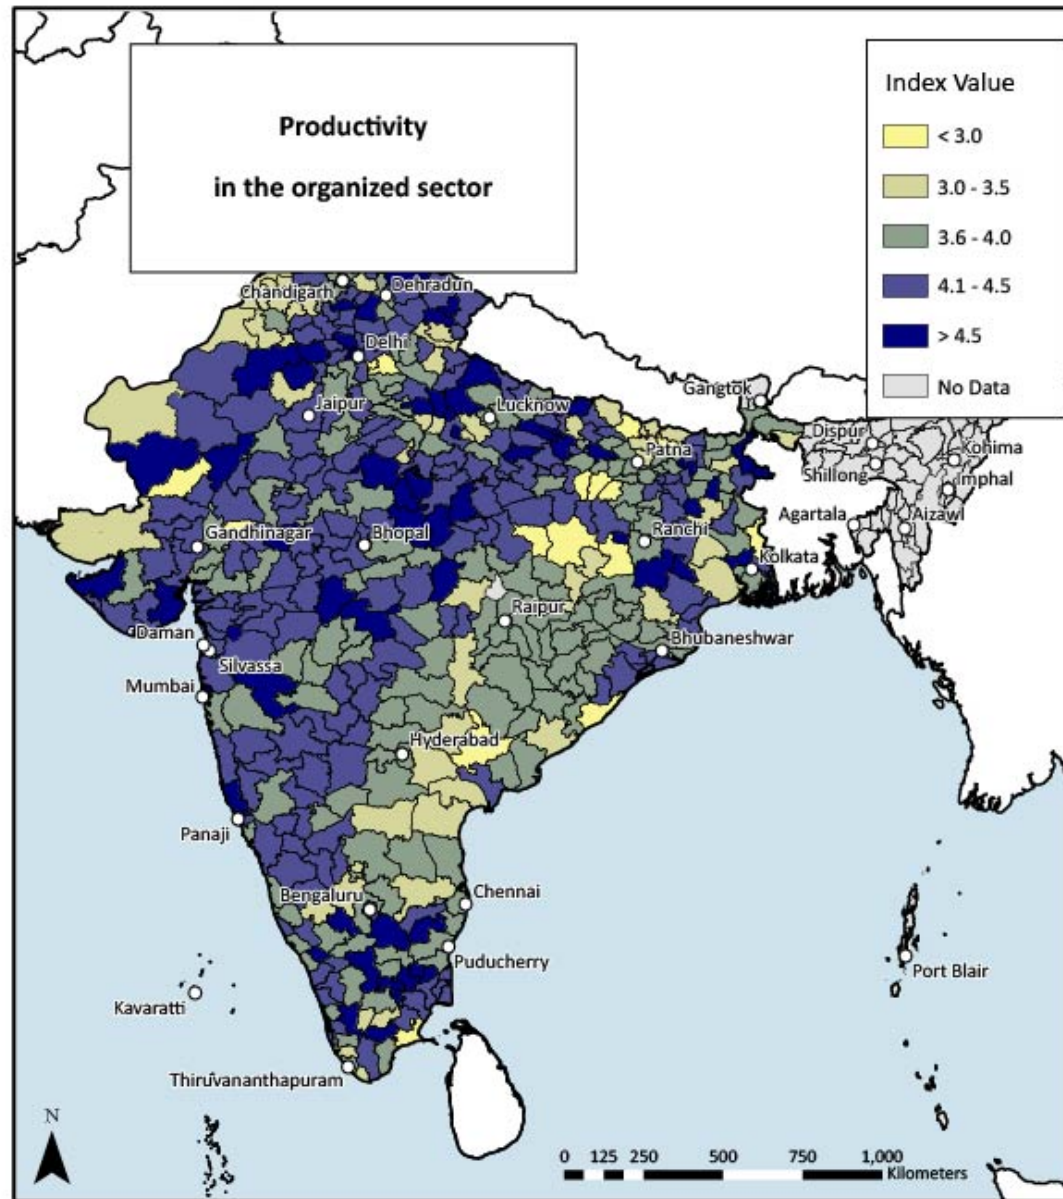 Productivity
in the organized sector
Index Value
< 3.0
3.0 - 3.5
3.6 - 4.0
4.1 - 4.5
> 4.5
No Data
Chandigarh
Dehradun
Delhi
Jaipur
Lucknow
Gangtok
Dispur
Kohima
Shillong
Imphal
Patna
Agartala
Aizawl
Gandhinagar
Bhopal
Ranchi
Kolkata
Raipur
Daman
Bhubaneshwar
Silvassa
Mumbai
Hyderabad
Panaji
Bengaluru
Chennai
Puducherry
Port Blair
Kavaratti
Thiruvananthapuram
N
0 125 250 500 750 1,000
Kilometers